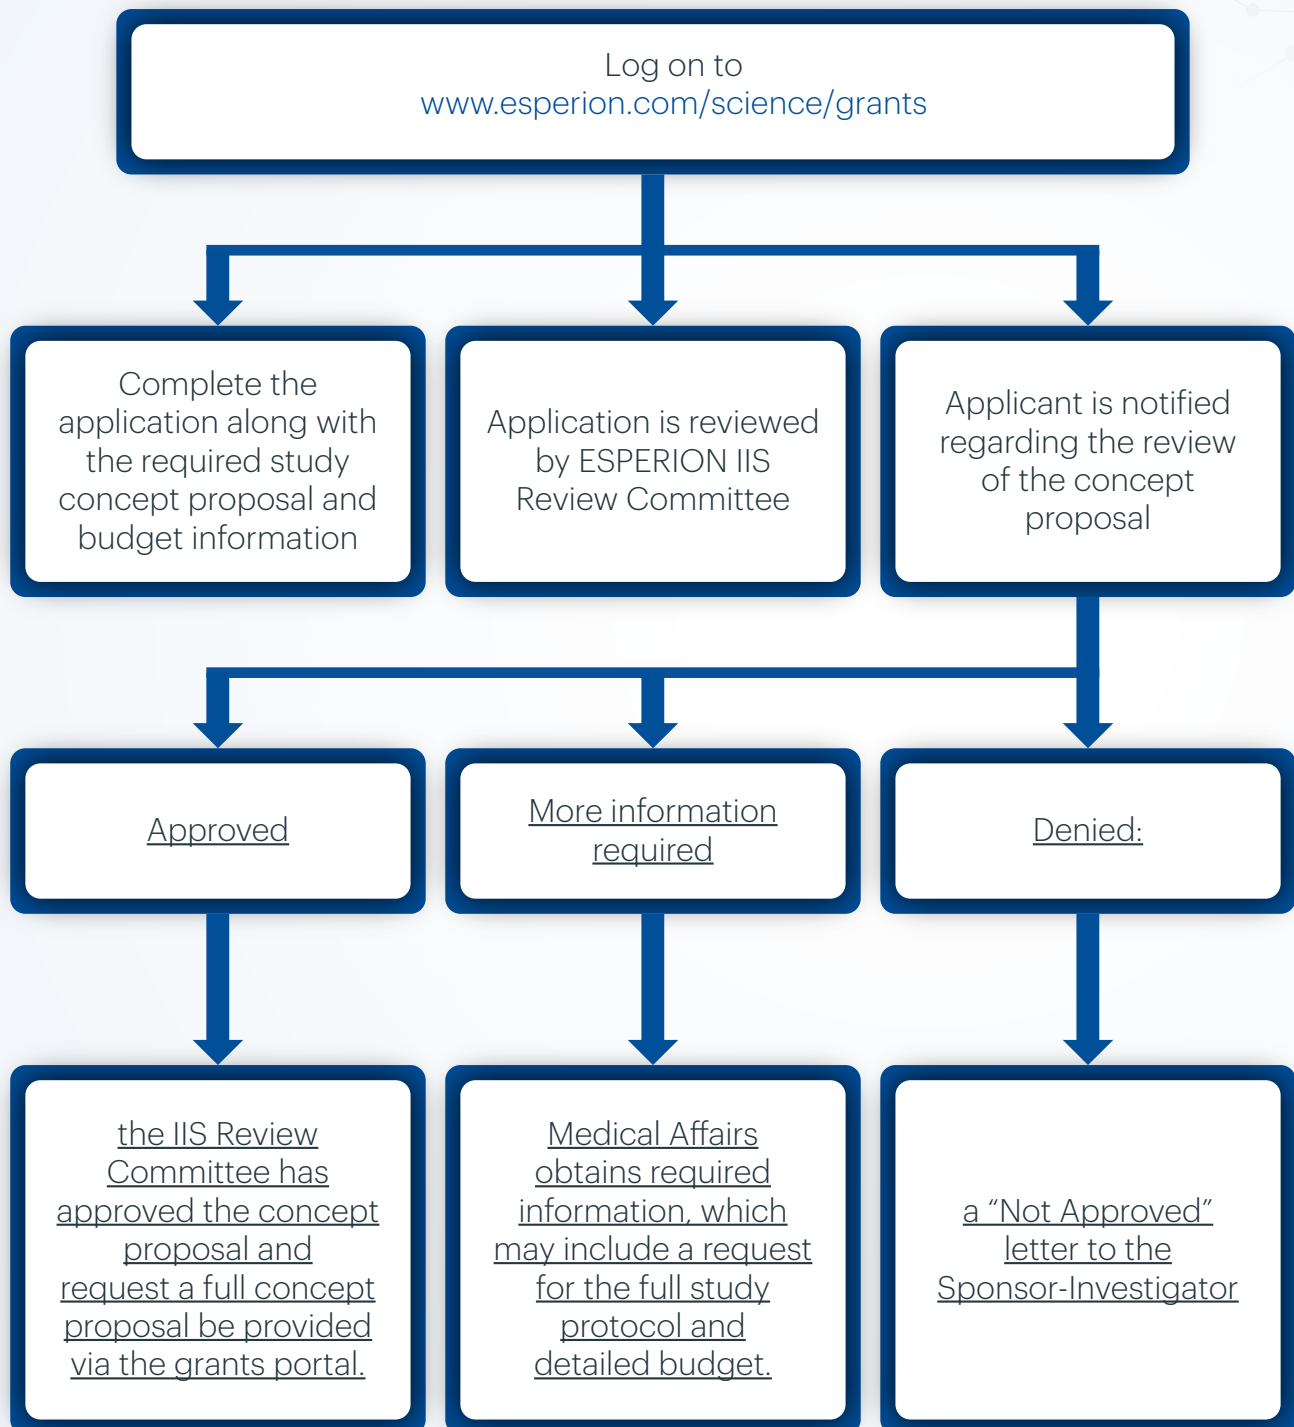 Log on to
www.esperion.com/science/grants
Complete the
application along with
the required study
concept proposal and
budget information
Application is reviewed
by ESPERION IIS
Review Committee
Applicant is notified
regarding the review
of the concept
proposal
Approved
More information
required
Denied:
the IIS Review
Committee has
approved the concept
proposal and
request a full concept
proposal be provided
via the grants portal.
Medical Affairs
obtains required
information, which
may include a request
for the full study
protocol and
detailed budget.
a “Not Approved”
letter to the
Sponsor-Investigator